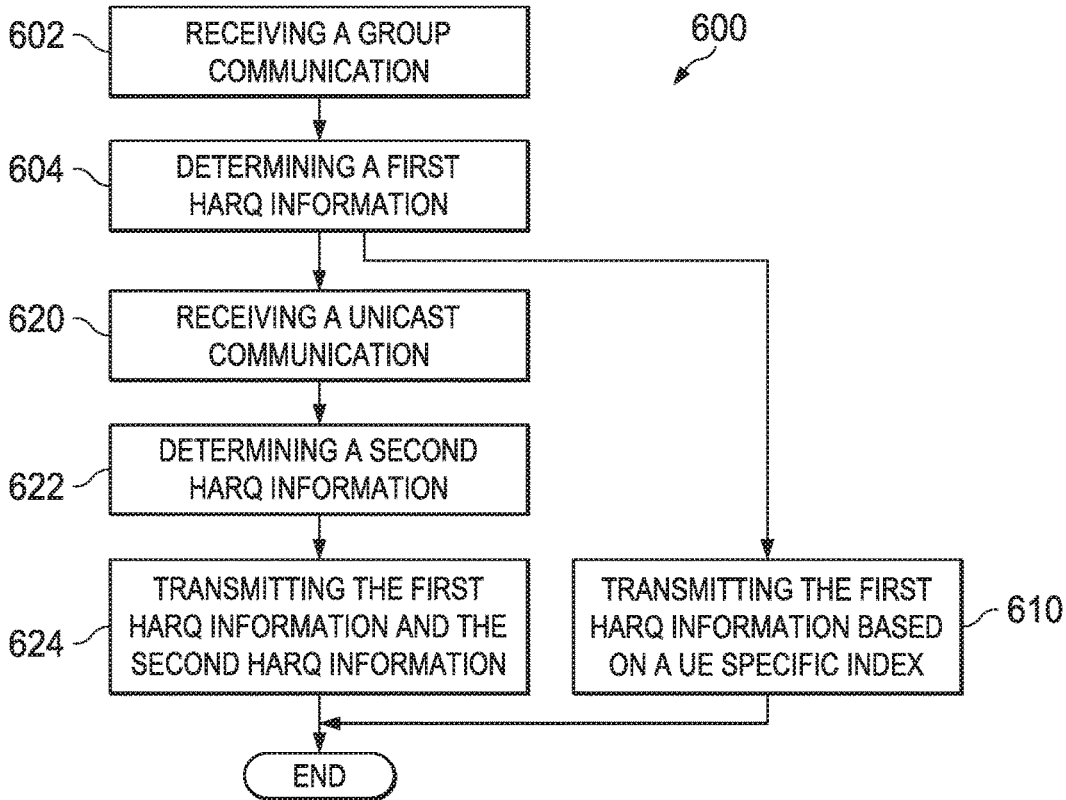 602
RECEIVING A GROUP
COMMUNICATION
600
604
DETERMINING A FIRST
HARQ INFORMATION
620
RECEIVING A UNICAST
COMMUNICATION
622
DETERMINING A SECOND
HARQ INFORMATION
624
TRANSMITTING THE FIRST
HARQ INFORMATION AND THE
SECOND HARQ INFORMATION
TRANSMITTING THE FIRST
HARQ INFORMATION BASED
ON A UE SPECIFIC INDEX
610
END